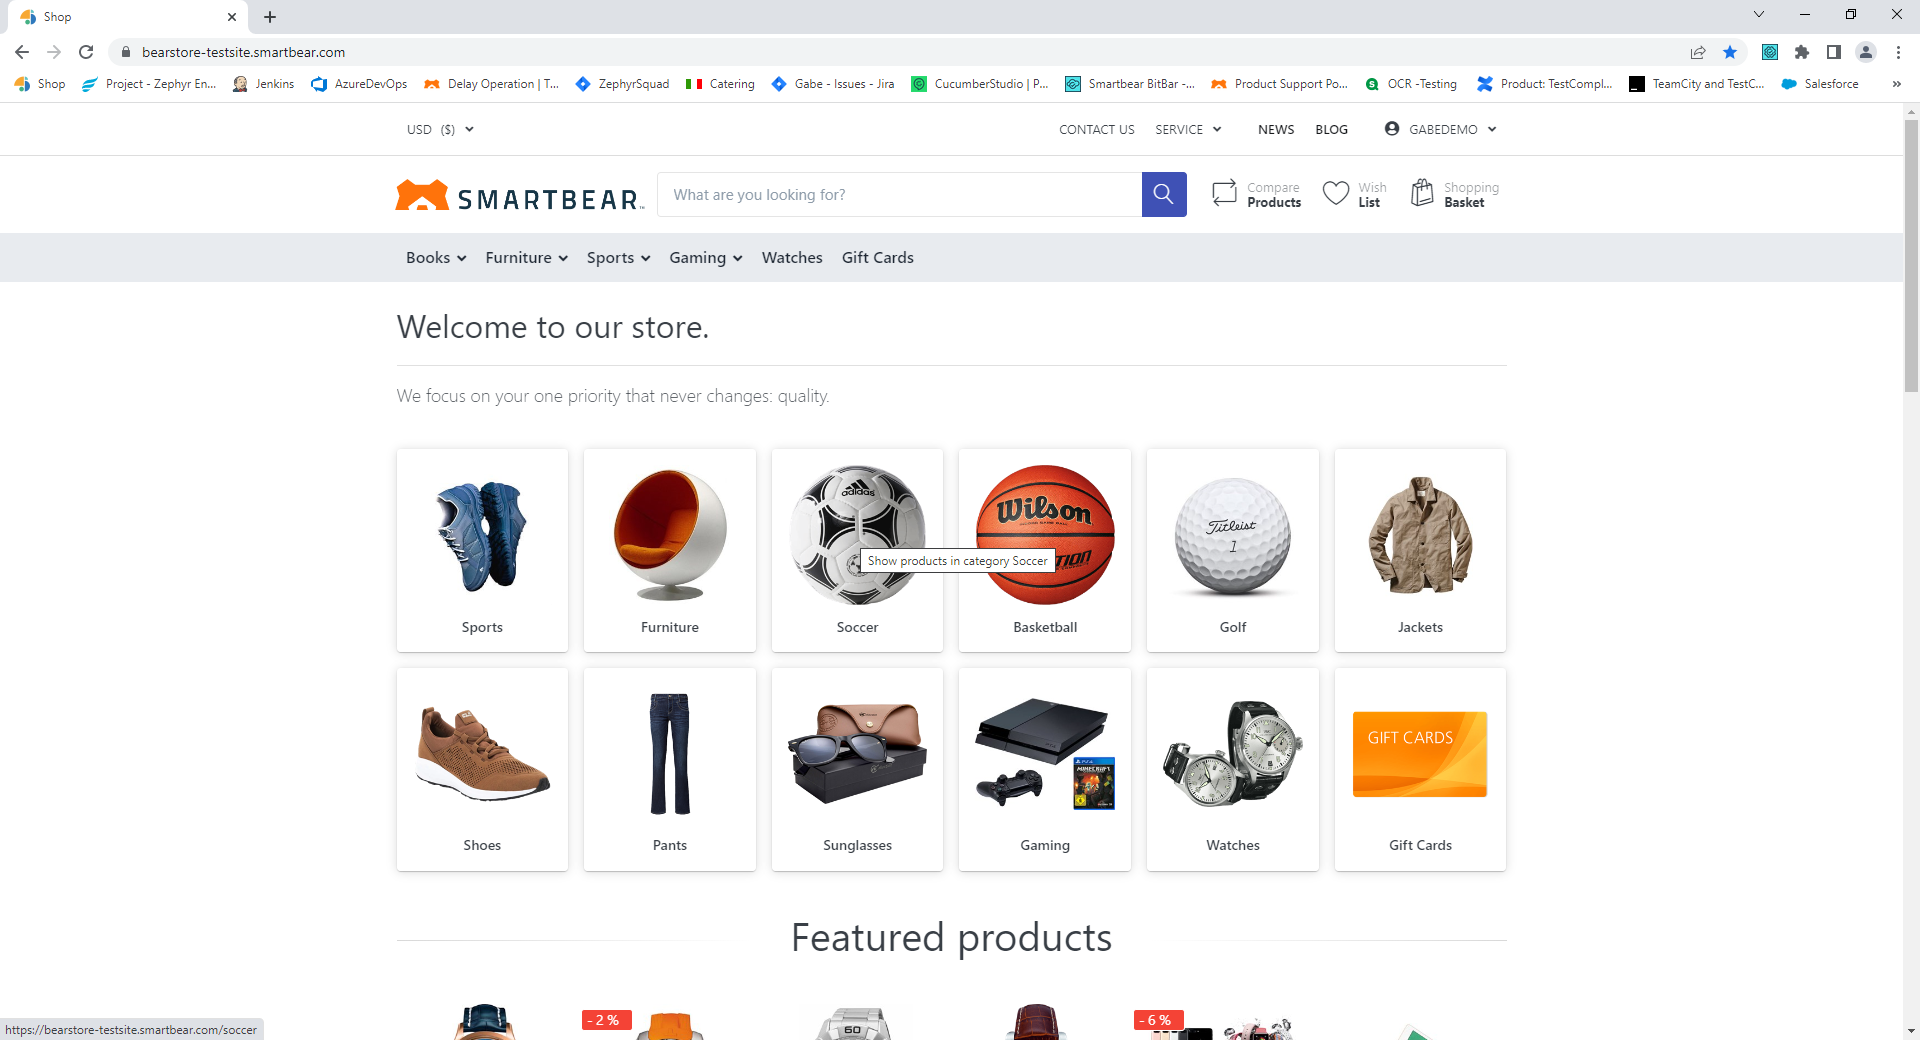 Shop
bearstore-testsite.smartbear.com
Shop
Project - Zephyr En...
Jenkins
AzureDevOps
Delay Operation | T...
ZephyrSquad
Catering
Gabe - Issues - Jira
CucumberStudio | P...
Smartbear BitBar -...
Product Support Po...
OCR -Testing
Product: TestCompl...
TeamCity and TestC...
Salesforce
USD ($)
CONTACT US
SERVICE
NEWS
BLOG
GABEDEMO
SMARTBEAR
What are you looking for?
Compare
Products
Wish
List
Shopping
Basket
Books
Furniture
Sports
Gaming
Watches
Gift Cards
Welcome to our store.
We focus on your one priority that never changes: quality.
adidas
Wilson
Titleist
1
Show products in category Soccer
Sports
Furniture
Soccer
Basketball
Golf
Jackets
PS4
MINECRAFT
GIFT CARDS
Shoes
Pants
Sunglasses
Gaming
Watches
Gift Cards
Featured products
- 2 %
60
- 6 %
https://bearstore-testsite.smartbear.com/soccer